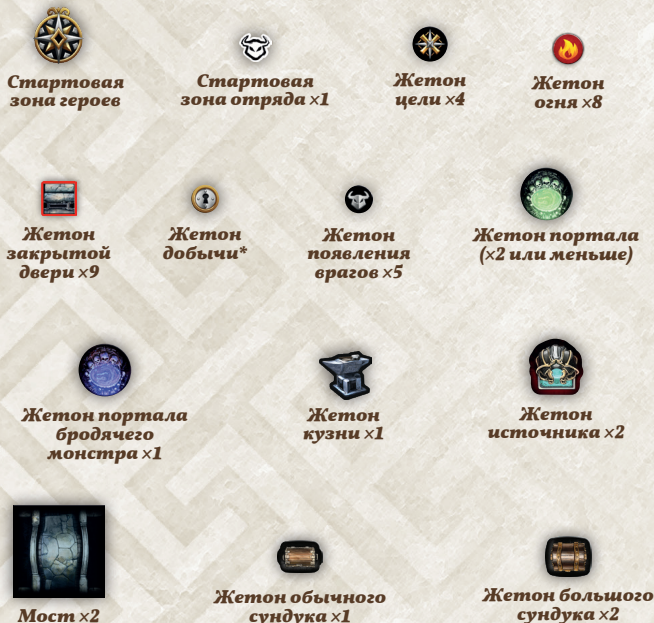 Стартовая
зона героев
Стартовая
зона отряда ×1
Жетон
цели ×4
Жетон
огня ×8
Жетон
закрытой
двери ×9
Жетон
добычи*
Жетон
появления
врагов ×5
Жетон портала
(×2 или меньше)
Жетон портала
бродячего
монстра ×1
Жетон
кузни ×1
Жетон
источника ×2
Мост ×2
Жетон обычного
сундука ×1
Жетон большого
сундука ×2